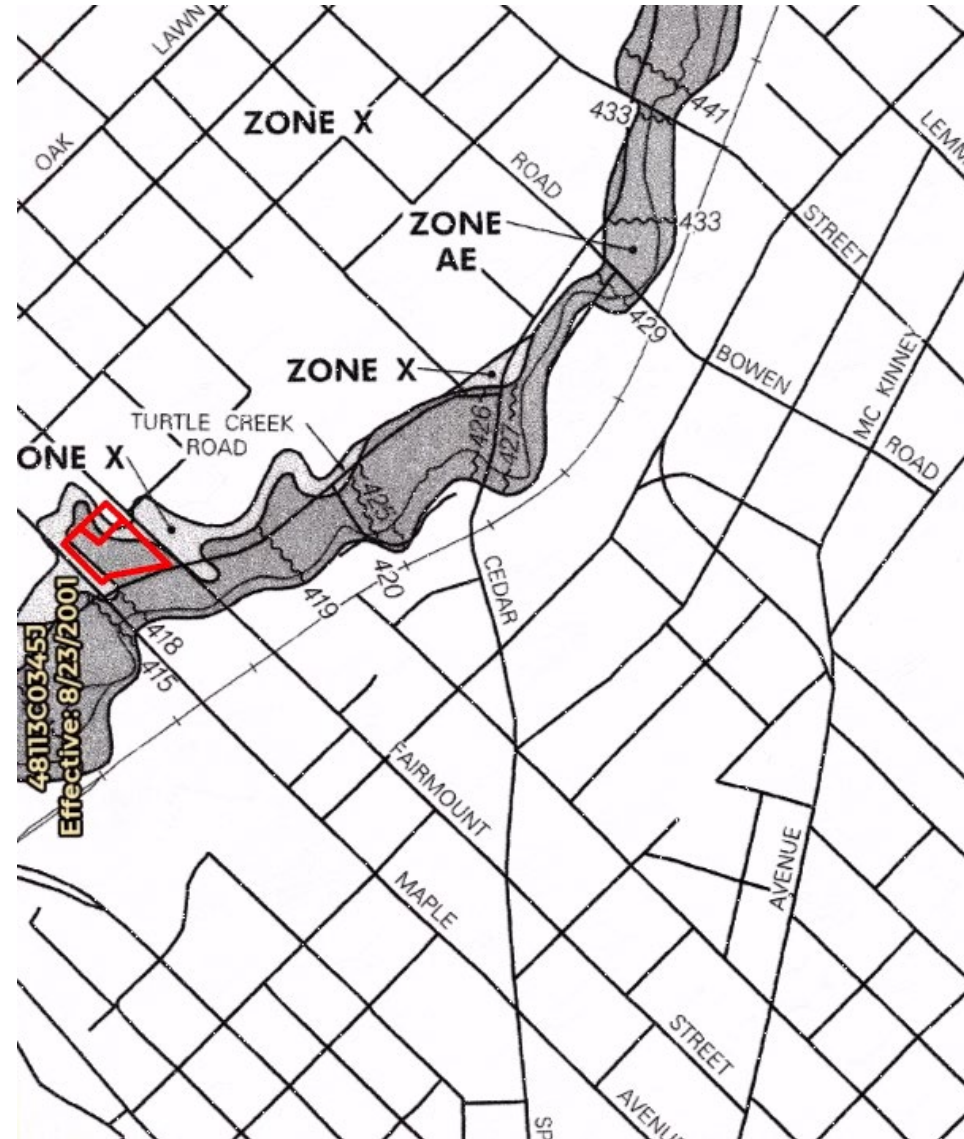 LAWN
OAK
ZONE X
ROAD
433
441
LEMM
ZONE
AE
433
STREET
429
ZONE X
BOWEN
MC KINNEY
ROAD
TURTLE CREEK
ROAD
426
427
ONE X
425
CEDAR
420
419
418
415
48113C0345J
Effective: 8/23/2001
FAIRMOUNT
MAPLE
AVENUE
STREET
AVENU
SP